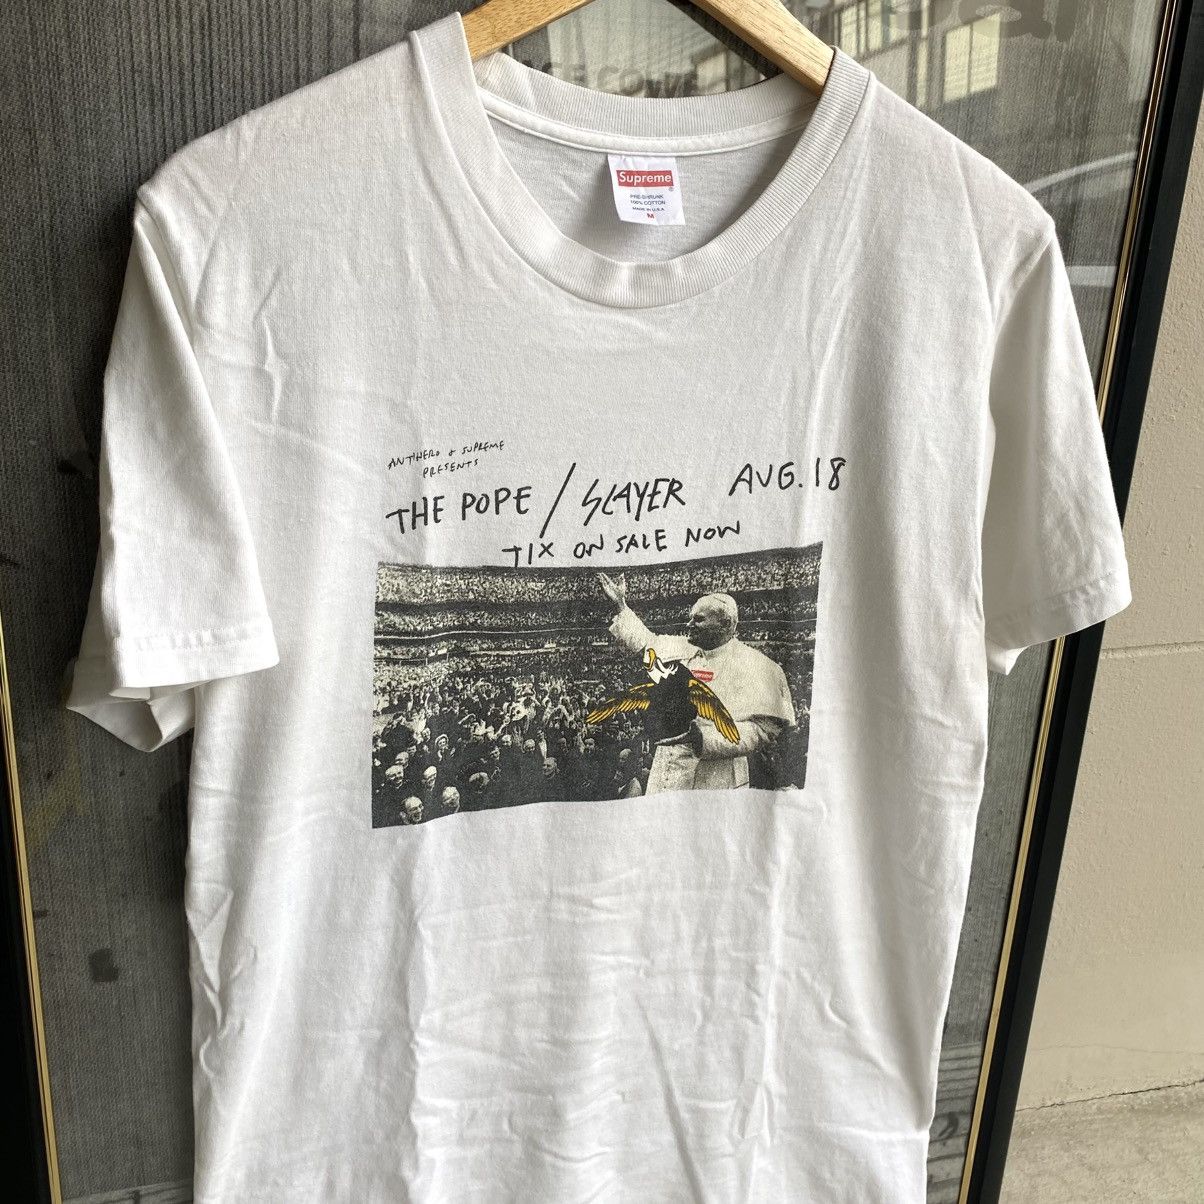 Supreme
PRE-SHRUNK
100% COTTON
MADE IN U.S.A
M
ANTIHERO & SUPREME
PRESENTS
THE POPE / SLAYER AUG. 18
TIX ON SALE NOW
Supreme